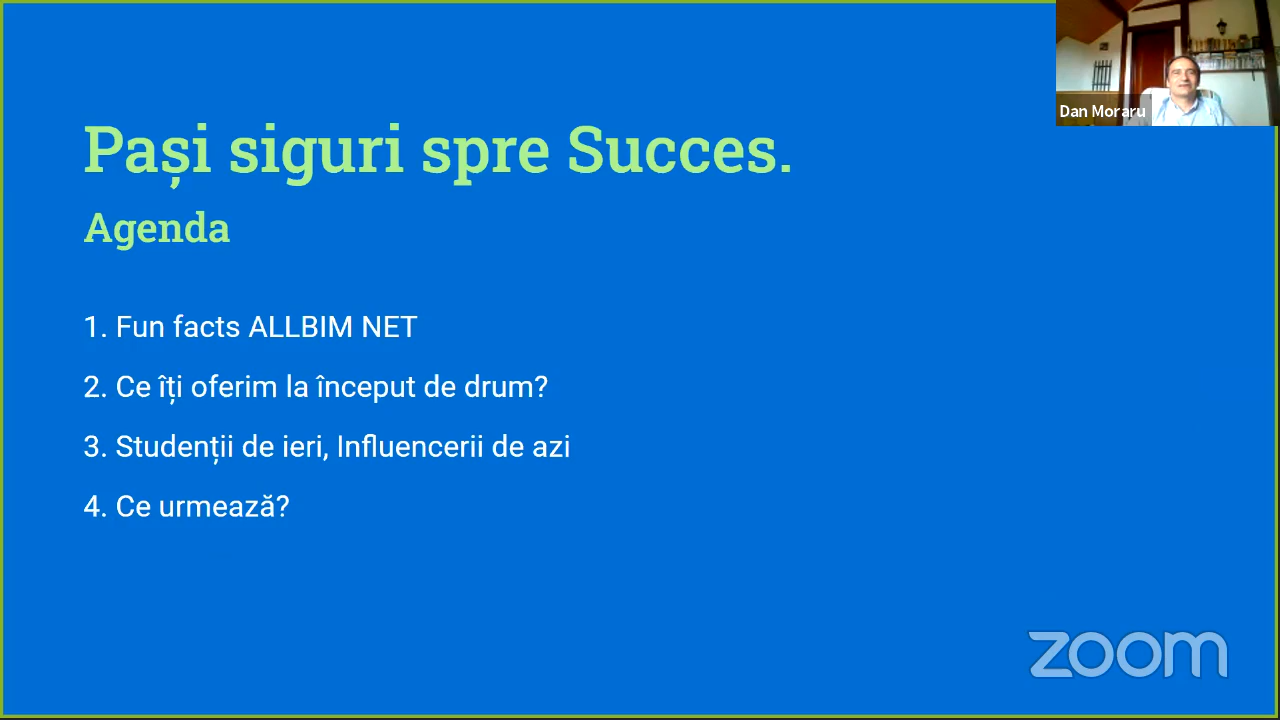 Dan Moraru
Pași siguri spre Succes.
Agenda
1. Fun facts ALLBIM NET
2. Ce îți oferim la început de drum?
3. Studenții de ieri, Influencerii de azi
4. Ce urmează?
zoom